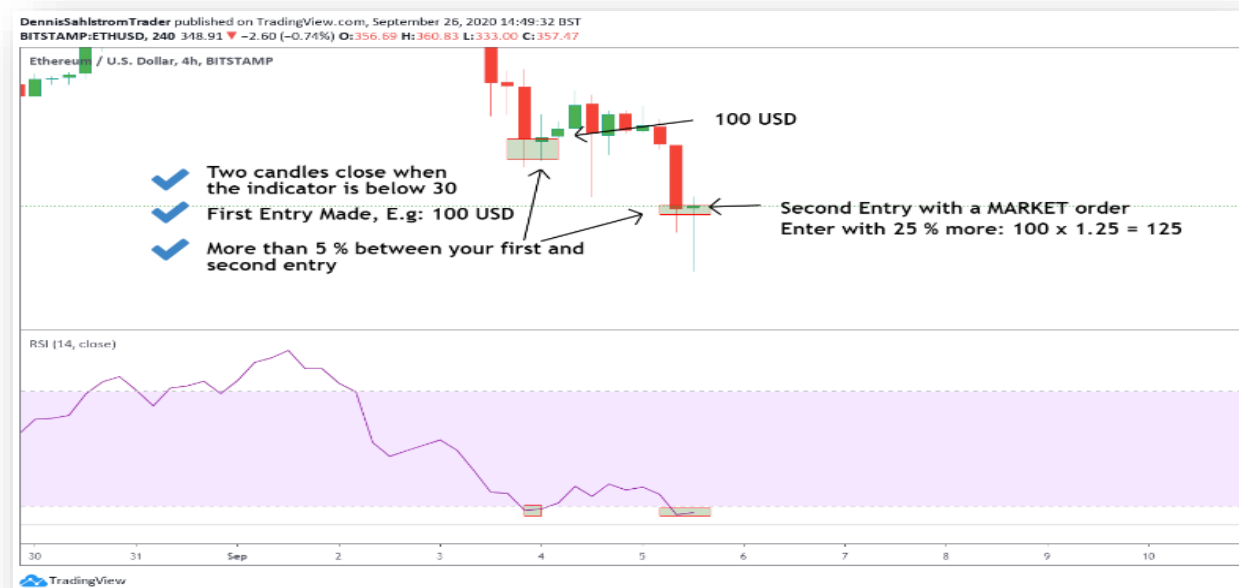 DennisSahlstromTrader published on TradingView.com, September 26, 2020 14:49:32 BST
BITSTAMP:ETHUSD, 240 348.91 ▼ −2.60 (−0.74%) O:356.69 H:360.83 L:333.00 C:357.47
Ethereum / U.S. Dollar, 4h, BITSTAMP
100 USD
Two candles close when
the indicator is below 30
First Entry Made, E.g: 100 USD
More than 5 % between your first and
second entry
Second Entry with a MARKET order
Enter with 25 % more: 100 x 1.25 = 125
RSI (14, close)
30 31 Sep 2 3 4 5 6 7 8 9 10
TradingView